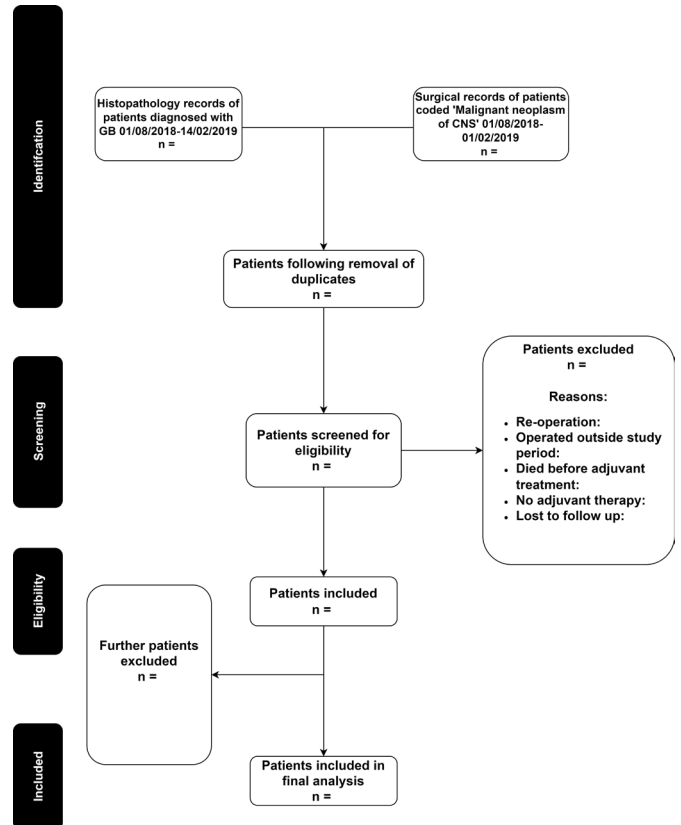 Identifcation
Histopathology records of
patients diagnosed with
GB 01/08/2018-14/02/2019
n =
Surgical records of patients
coded 'Malignant neoplasm
of CNS' 01/08/2018-
01/02/2019
n =
Patients following removal of
duplicates
n =
Screening
Patients screened for
eligibility
n =
Patients excluded
n =
Reasons:
• Re-operation:
• Operated outside study
period:
• Died before adjuvant
treatment:
• No adjuvant therapy:
• Lost to follow up:
Eligibility
Patients included
n =
Further patients
excluded
n =
Included
Patients included in
final analysis
n =